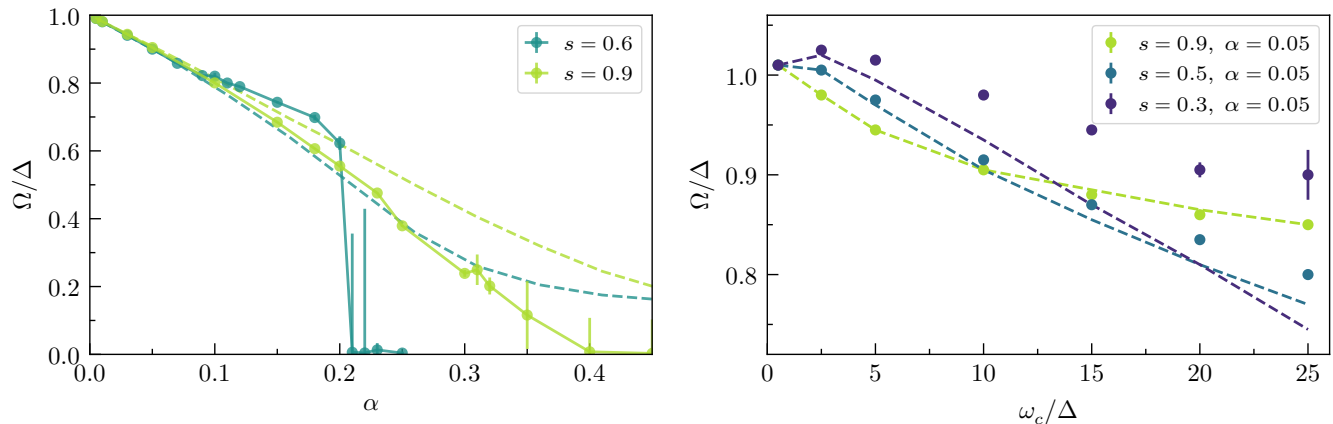 1.0
0.8
0.6
0.4
0.2
0.0
Ω/Δ
0.0 0.1 0.2 0.3 0.4
α
s = 0.6
s = 0.9
1.0
0.9
0.8
Ω/Δ
0 5 10 15 20 25
ω_c/Δ
s = 0.9, α = 0.05
s = 0.5, α = 0.05
s = 0.3, α = 0.05